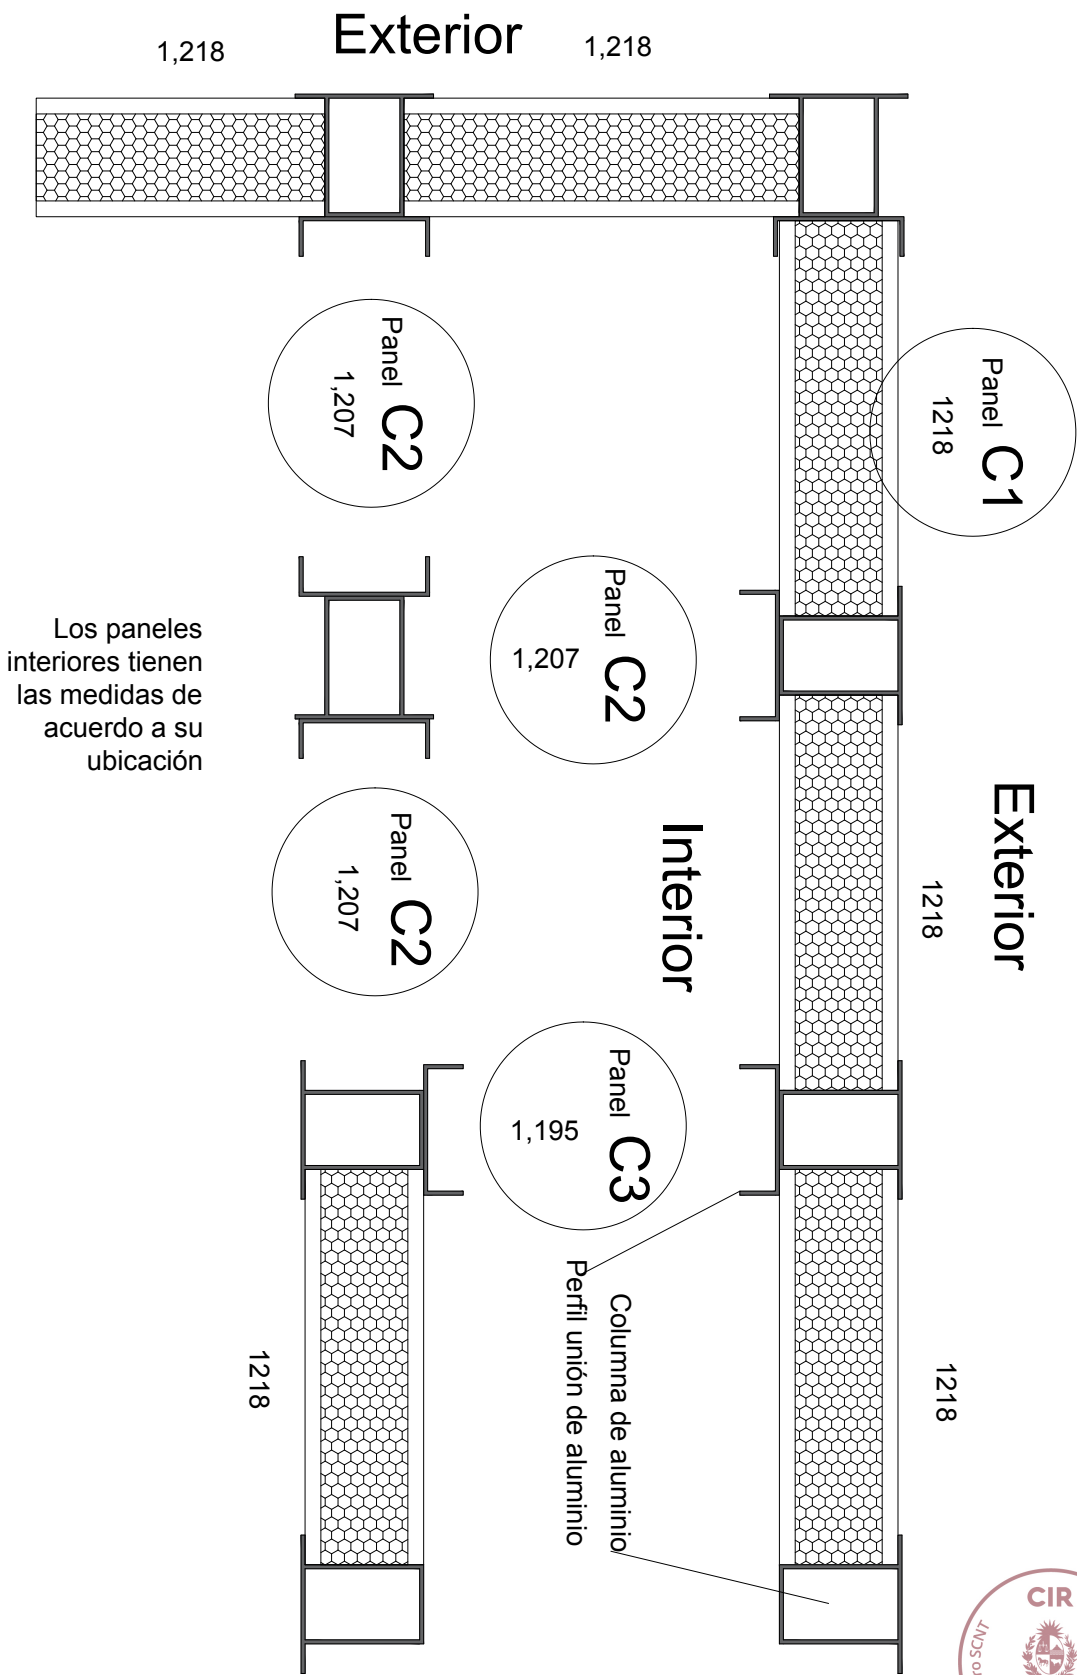 Exterior
1,218
1,218
Panel C2
1,207
Panel C1
1218
Panel C2
1,207
Los paneles
interiores tienen
las medidas de
acuerdo a su
ubicación
Exterior
Interior
1218
Panel C2
1,207
Panel C3
1,195
Columna de aluminio
Perfil unión de aluminio
1218
1218
CIR
o SCNT